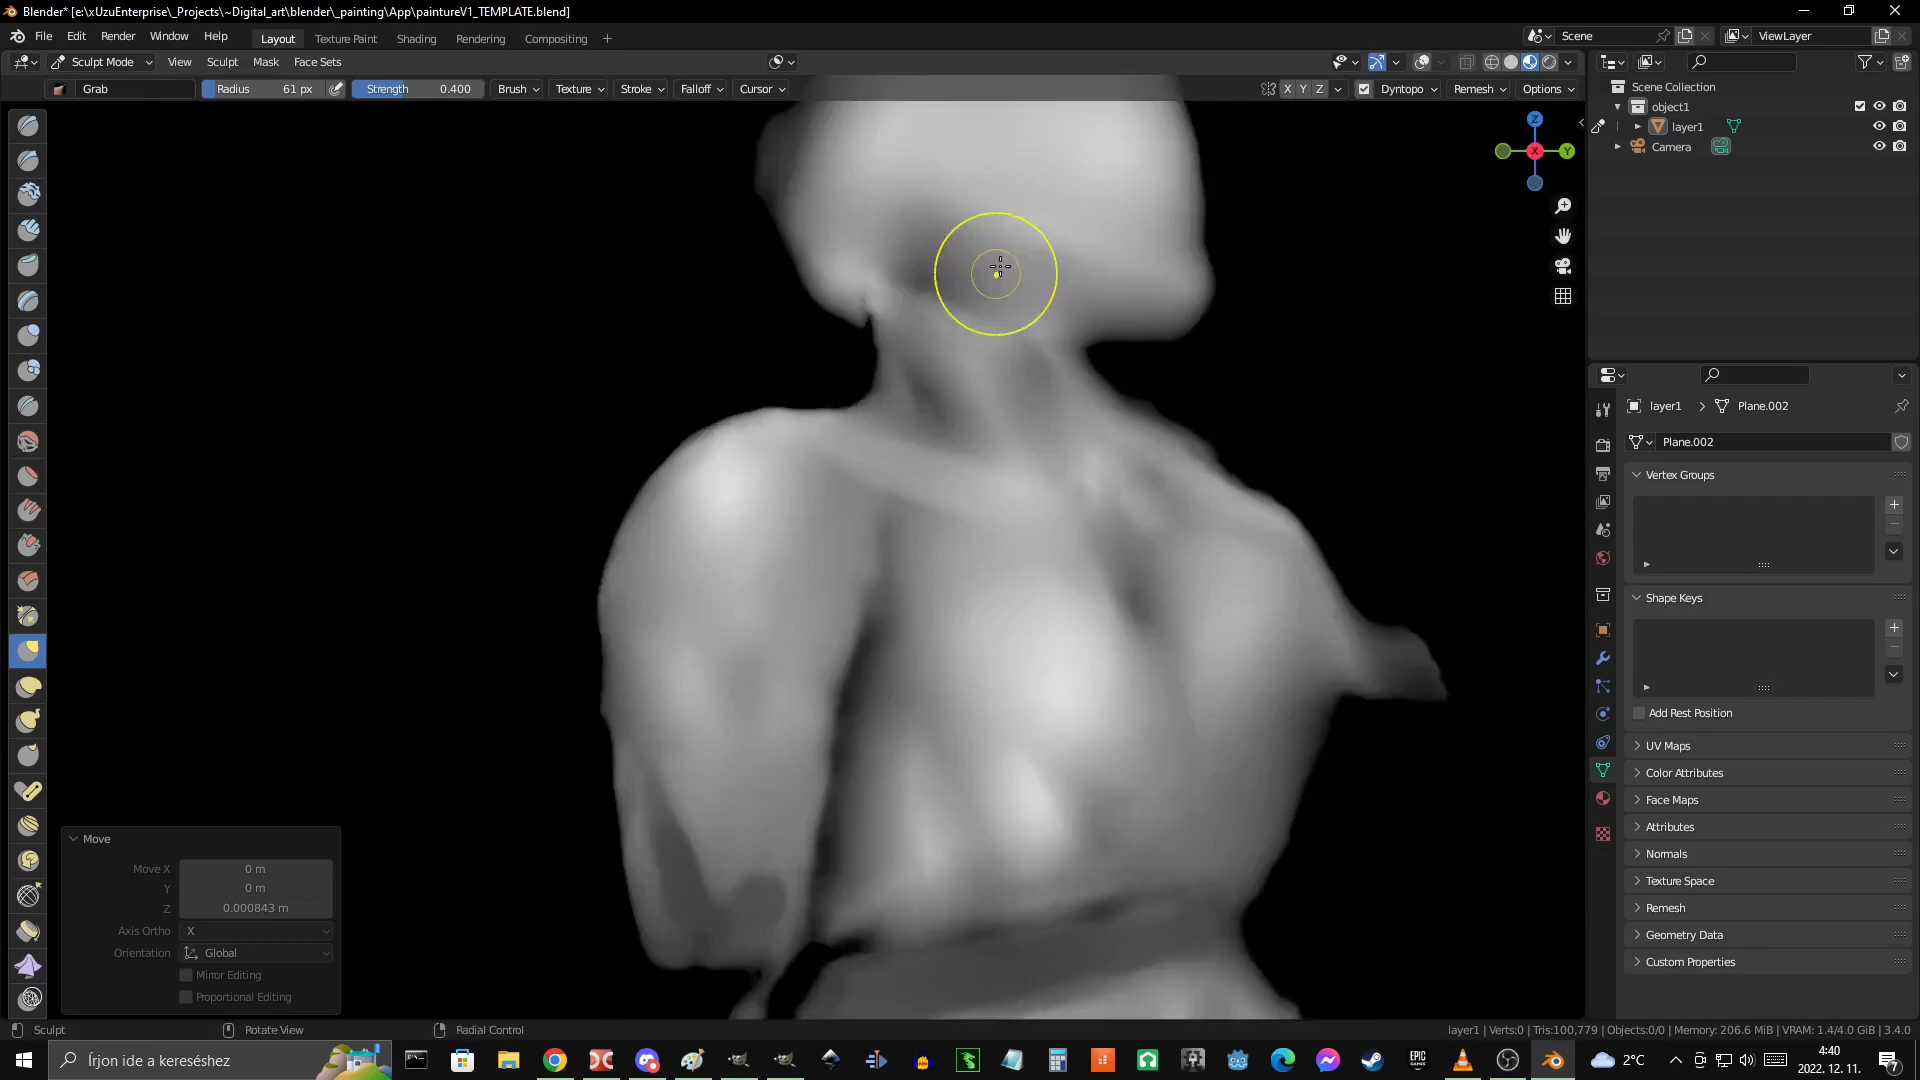 Blender* [e:\xUzuEnterprise\_Projects\~Digital_art\blender\_painting\App\paintureV1_TEMPLATE.blend]
File Edit Render Window Help Layout Texture Paint Shading Rendering Compositing + Scene ViewLayer
Sculpt Mode View Sculpt Mask Face Sets
Grab Radius 61 px Strength 0.400 Brush Texture Stroke Falloff Cursor X Y Z Dyntopo Remesh Options
Scene Collection
object1
layer1
Camera
Z
X
Y
layer1 > Plane.002
Plane.002
Vertex Groups
Shape Keys
Add Rest Position
UV Maps
Color Attributes
Face Maps
Attributes
Normals
Texture Space
Remesh
Geometry Data
Custom Properties
Move
Move X 0 m
Y 0 m
Z 0.000843 m
Axis Ortho X
Orientation Global
Mirror Editing
Proportional Editing
Sculpt Rotate View Radial Control layer1 | Verts:0 | Tris:100,779 | Objects:0/0 | Memory: 206.6 MiB | VRAM: 1.4/4.0 GiB | 3.4.0
Írjon ide a kereséshez
EPIC GAMES
2°C
4:40
2022. 12. 11.
7